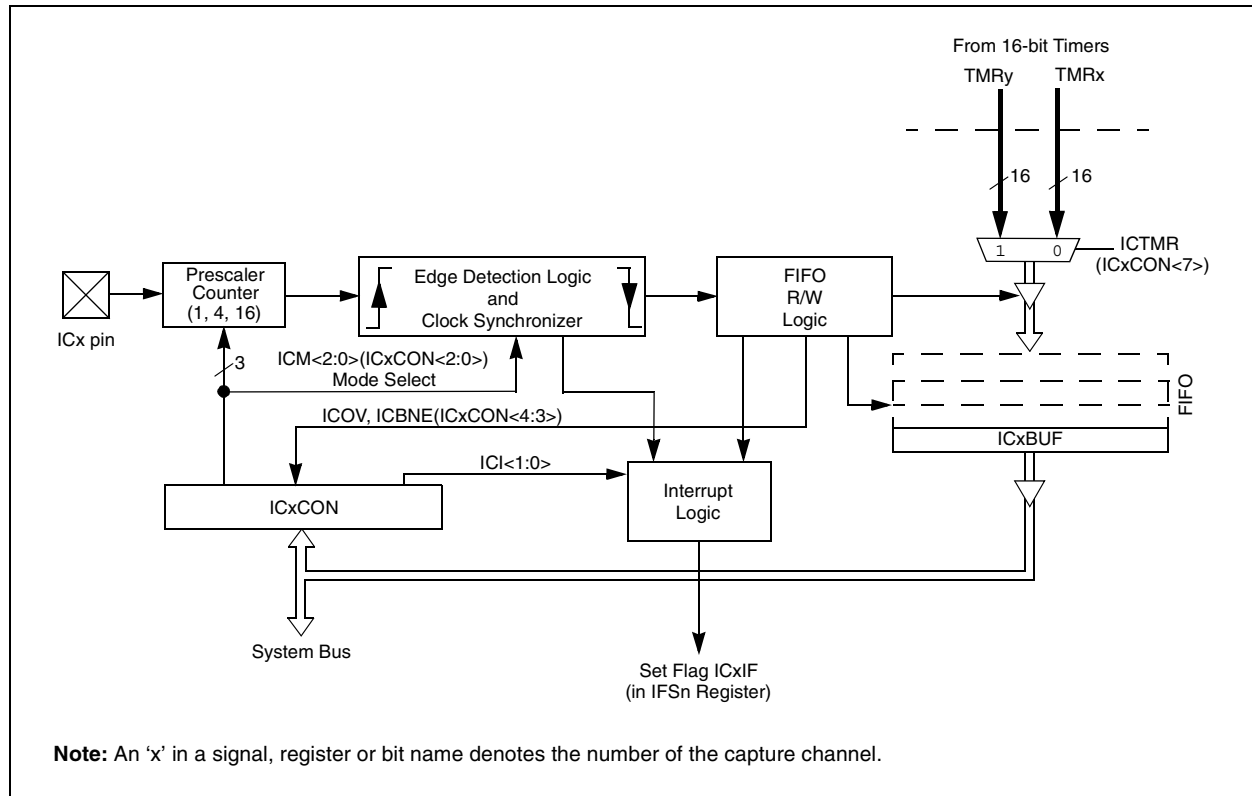 From 16-bit Timers
TMRy TMRx
16 16
1 0
ICTMR
(ICxCON<7>)
Prescaler
Counter
(1, 4, 16)
Edge Detection Logic
and
Clock Synchronizer
FIFO
R/W
Logic
ICx pin
3
ICM<2:0>(ICxCON<2:0>)
Mode Select
FIFO
ICOV, ICBNE(ICxCON<4:3>)
ICxBUF
ICI<1:0>
ICxCON
Interrupt
Logic
System Bus
Set Flag ICxIF
(in IFSn Register)
Note: An ‘x’ in a signal, register or bit name denotes the number of the capture channel.